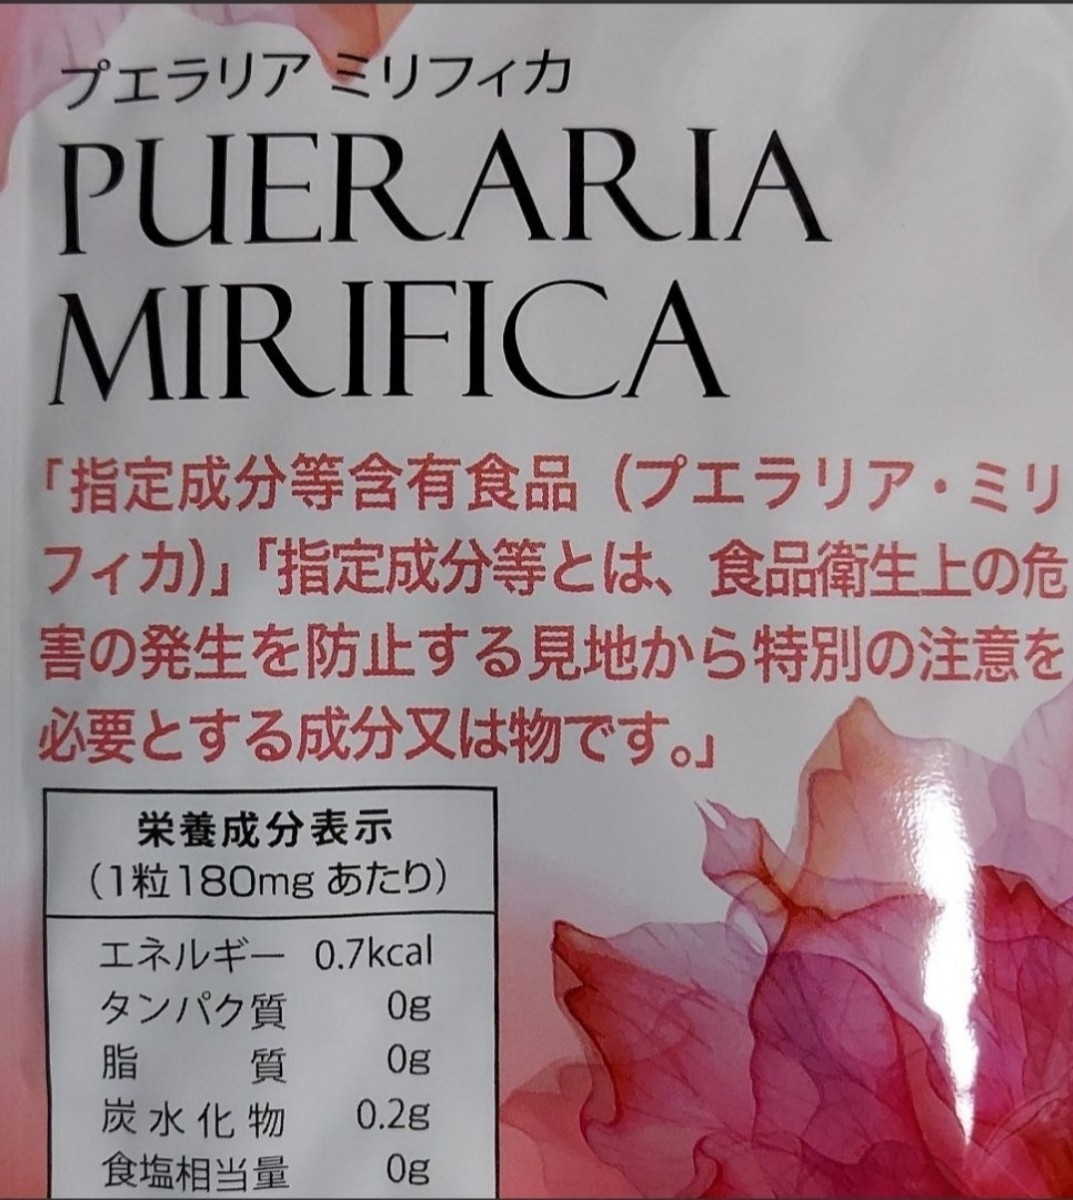 プエラリア ミリフィカ
PUERARIA
MIRIFICA
「指定成分等含有食品（プエラリア・ミリ
フィカ)」「指定成分等とは、食品衛生上の危
害の発生を防止する見地から特別の注意を
必要とする成分又は物です。」
栄養成分表示
（1粒180mgあたり）
エネルギー 0.7kcal
タンパク質 0g
脂質 0g
炭水化物 0.2g
食塩相当量 0g